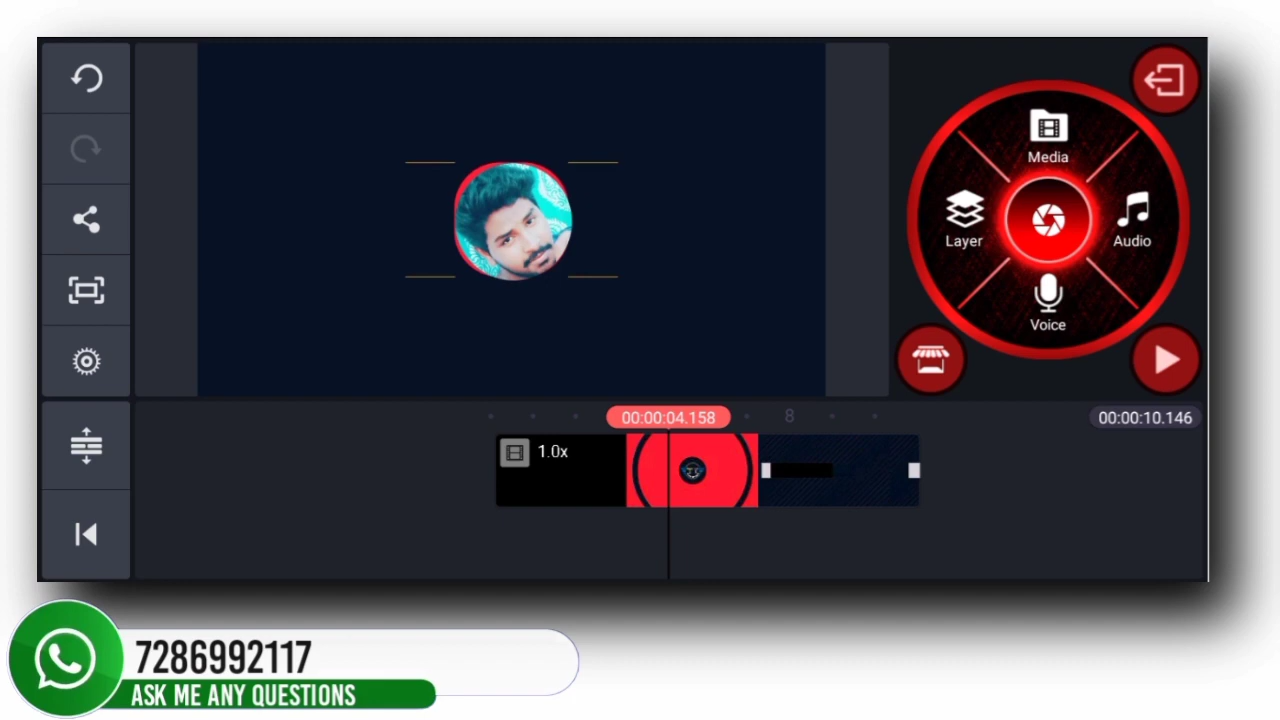 Media
Layer
Audio
Voice
00:00:04.158
8
00:00:10.146
1.0x
7286992117
ASK ME ANY QUESTIONS